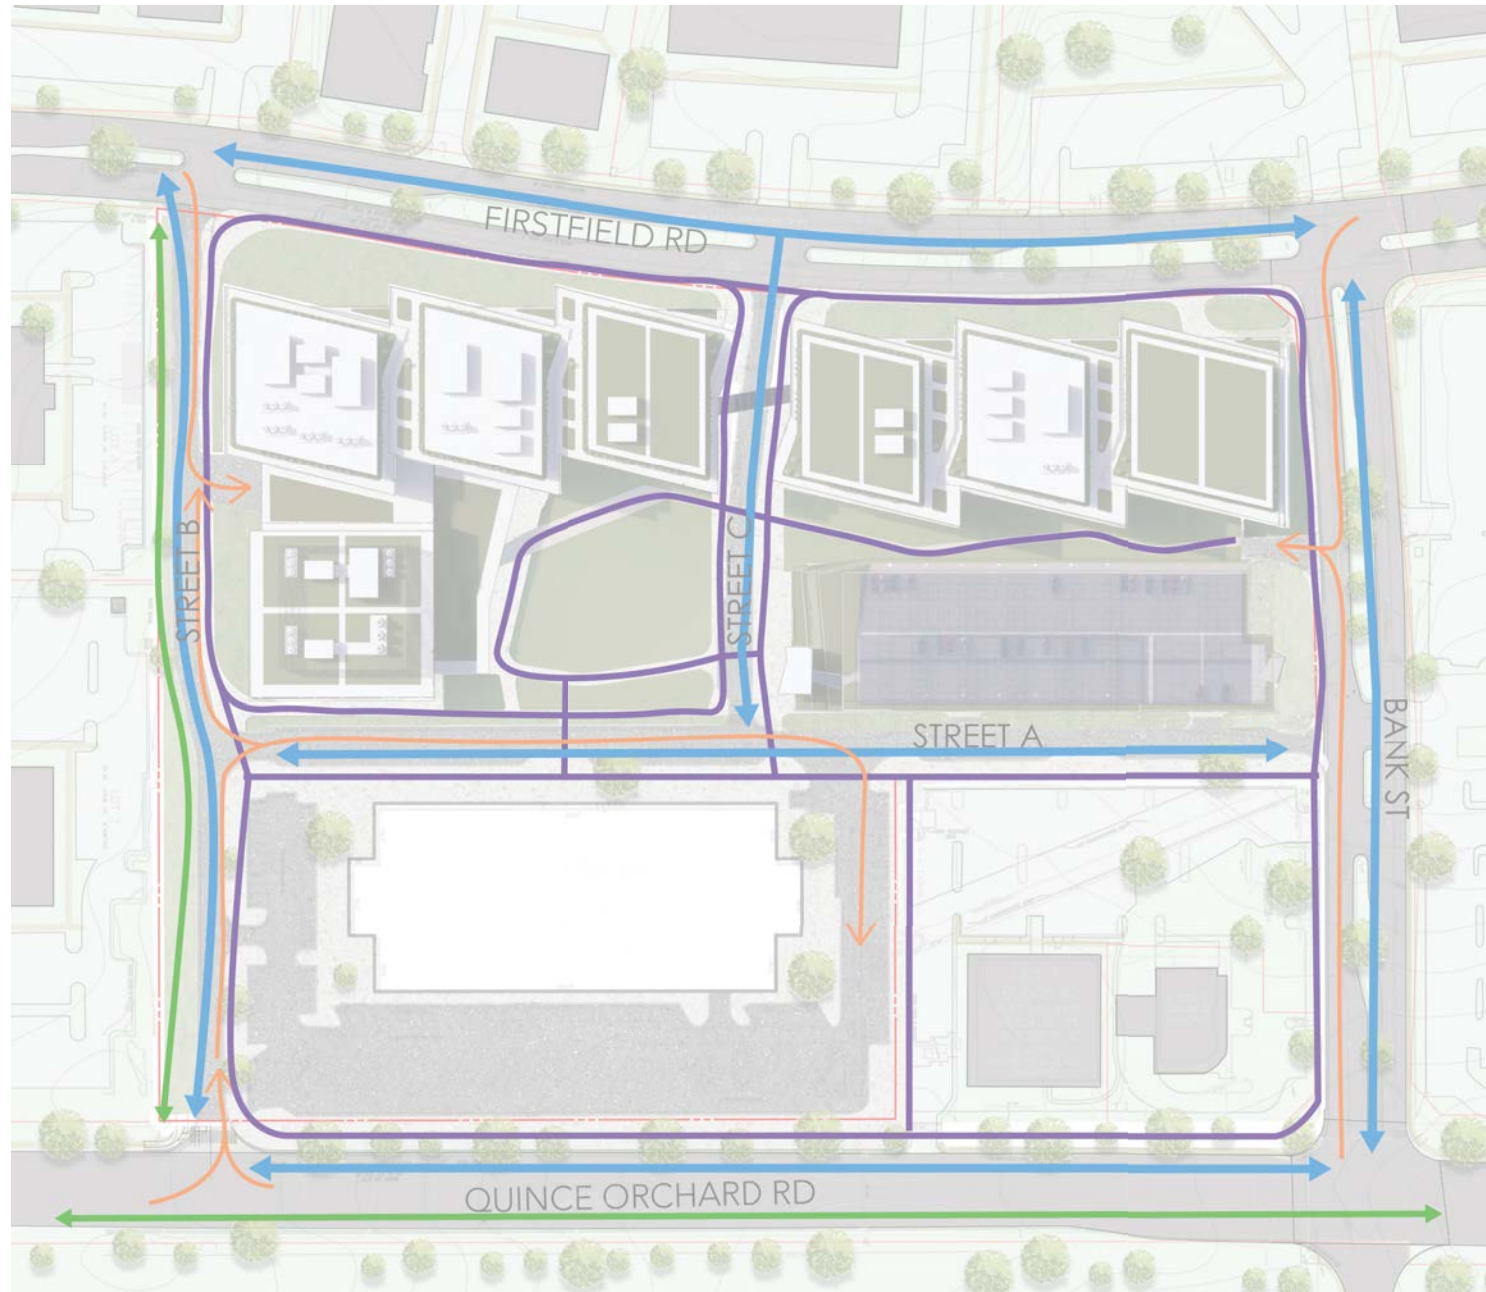 FIRSTFIELD RD
STREET B
STREET C
STREET A
BANK ST
QUINCE ORCHARD RD